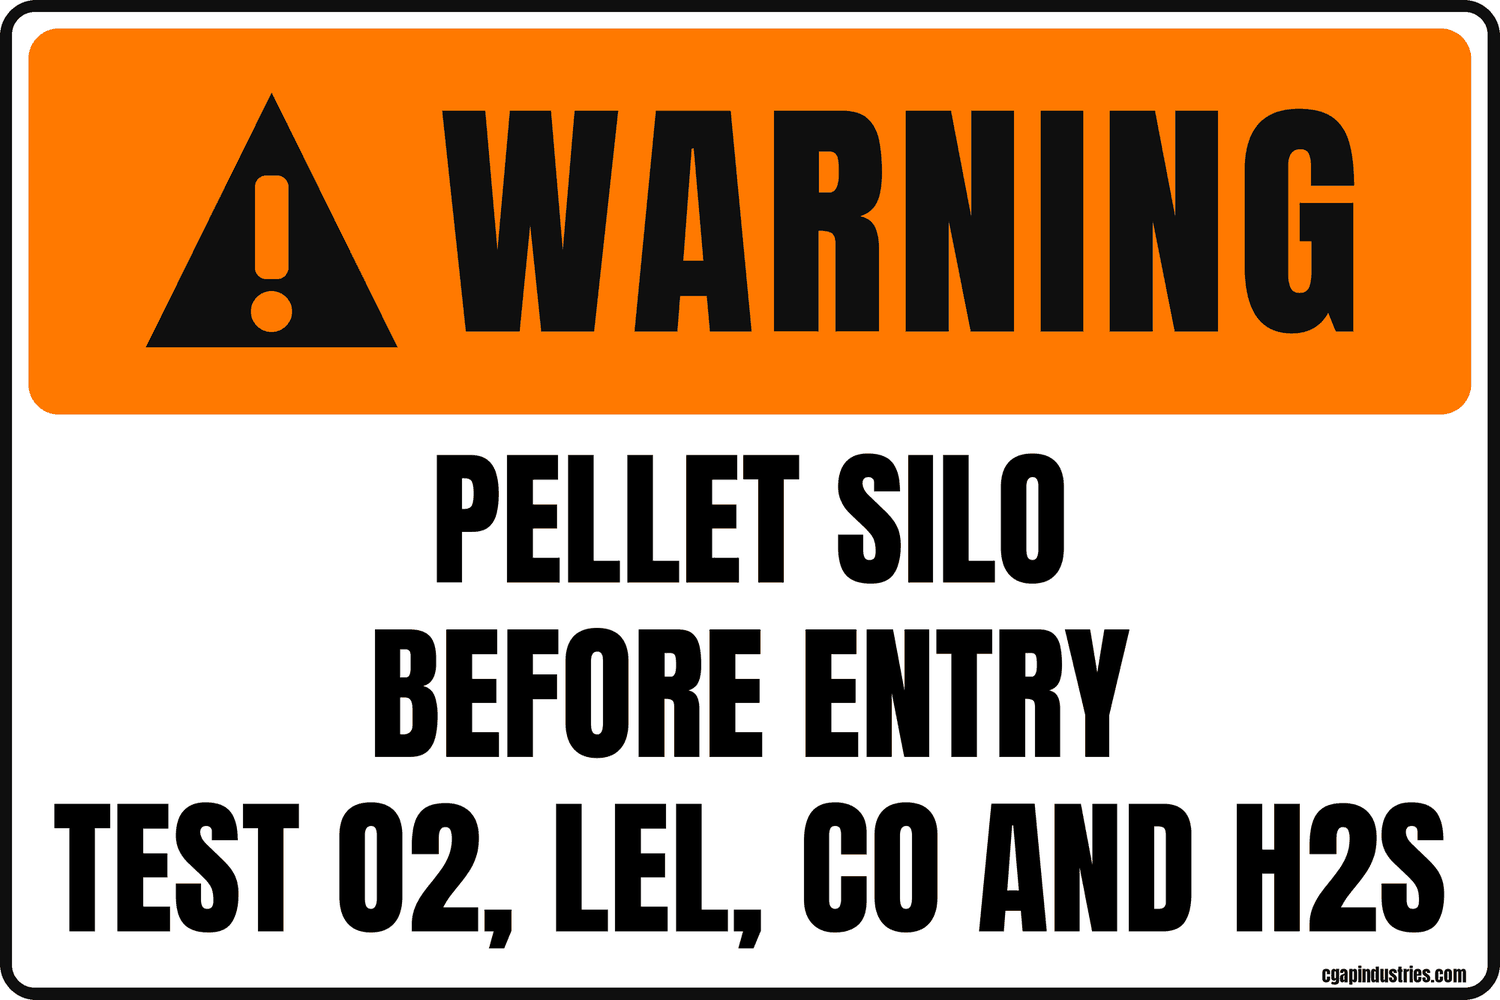 WARNING
PELLET SILO
BEFORE ENTRY
TEST O2, LEL, CO AND H2S
cgapindustries.com